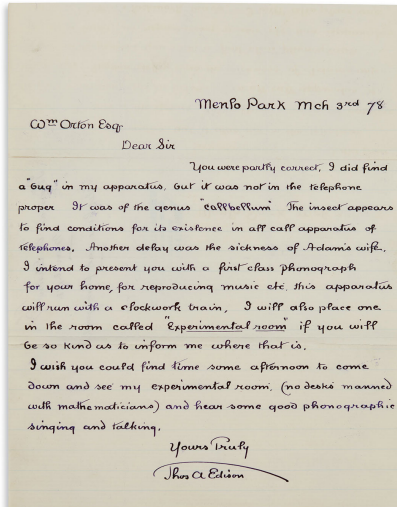 Menlo Park Mch 3rd 78
Wm Orton Esq.
Dear Sir
You were partly correct, I did find
a "bug" in my apparatus, but it was not in the telephone
proper It was of the genus "callbellum" The insect appears
to find conditions for its existence in all call apparatus of
telephones. Another delay was the sickness of Adam's wife.
I intend to present you with a first class phonograph
for your home, for reproducing music etc. this apparatus
will run with a clockwork train, I will also place one
in the room called "Experimental room" if you will
be so kind as to inform me where that is.
I wish you could find time some afternoon to come
down and see my experimental room, (no desks manned
with mathematicians) and hear some good phonographic
singing and talking.
Yours Truly
Thos A Edison